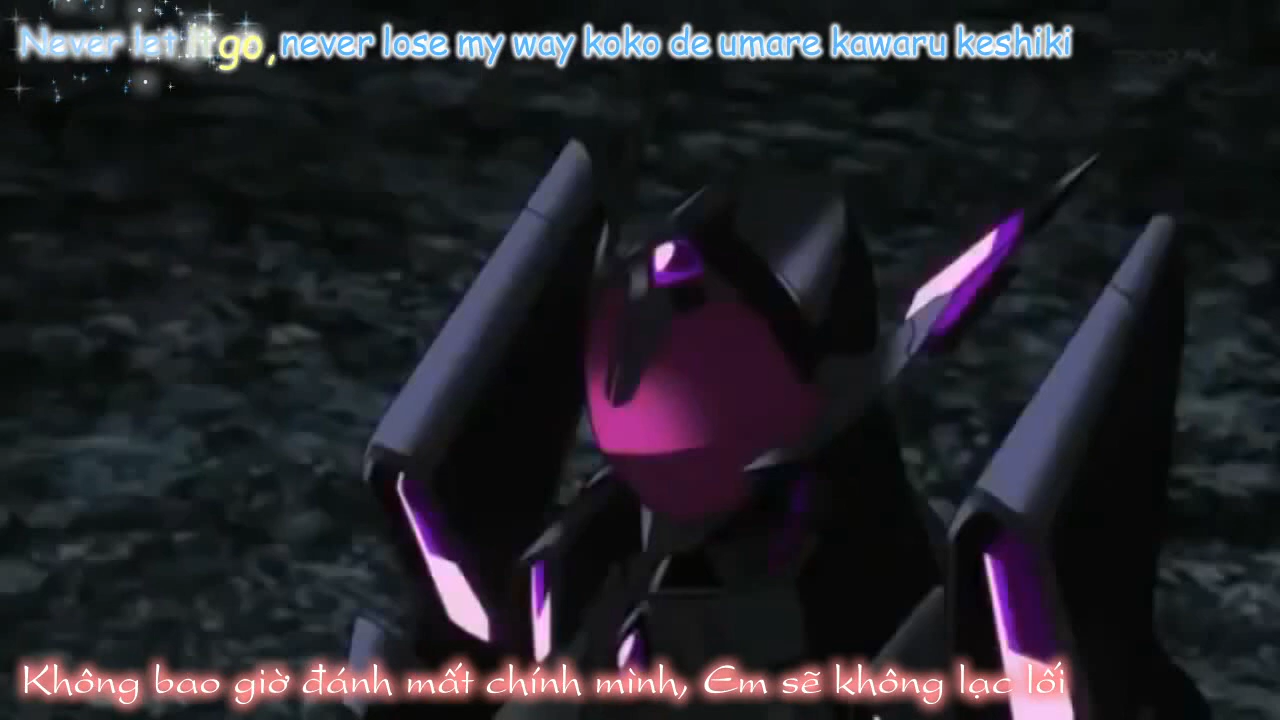 Never let it go, never lose my way koko de umare kawaru keshiki
Không bao giờ đánh mất chính mình, Em sẽ không lạc lối